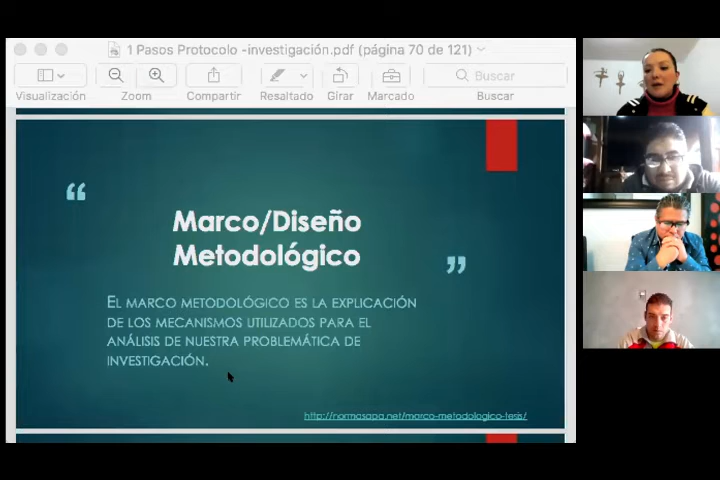 1 Pasos Protocolo -investigación.pdf (página 70 de 121)
Buscar
Visualización
Zoom
Compartir
Resaltado
Girar
Marcado
Buscar
“
Marco/Diseño
Metodológico
”
El marco metodológico es la explicación
de los mecanismos utilizados para el
análisis de nuestra problemática de
investigación.
http://normasapa.net/marco-metodologico-tesis/